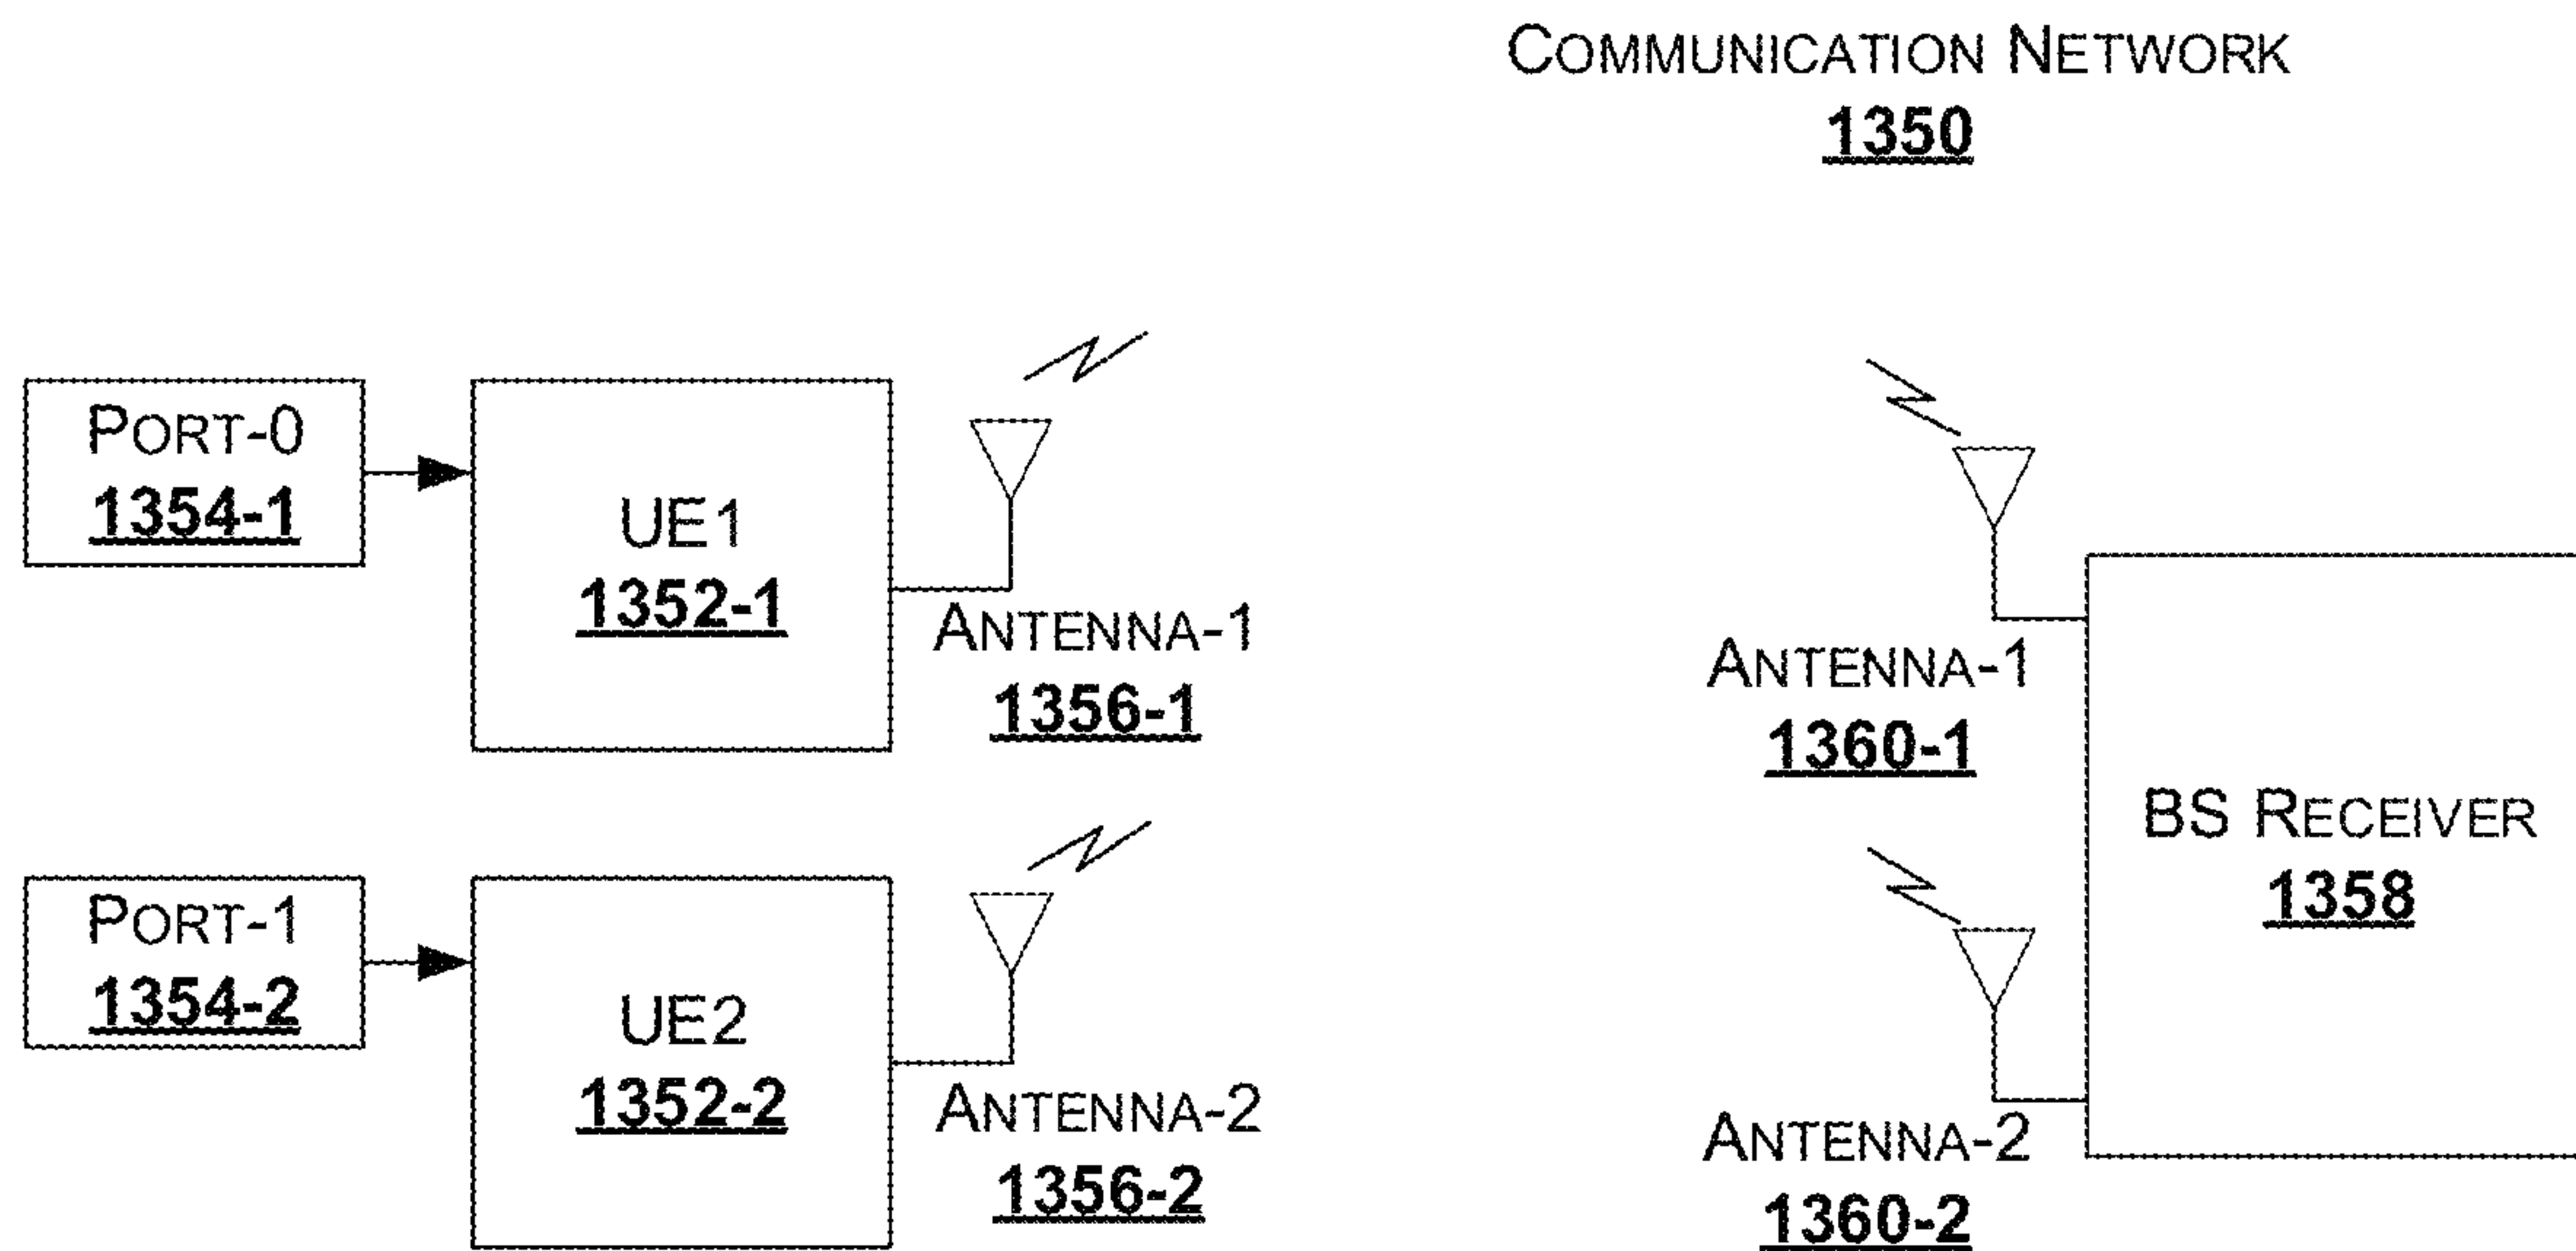 COMMUNICATION NETWORK
1350
PORT-0
1354-1
UE1
1352-1
ANTENNA-1
1356-1
PORT-1
1354-2
UE2
1352-2
ANTENNA-2
1356-2
ANTENNA-1
1360-1
BS RECEIVER
1358
ANTENNA-2
1360-2